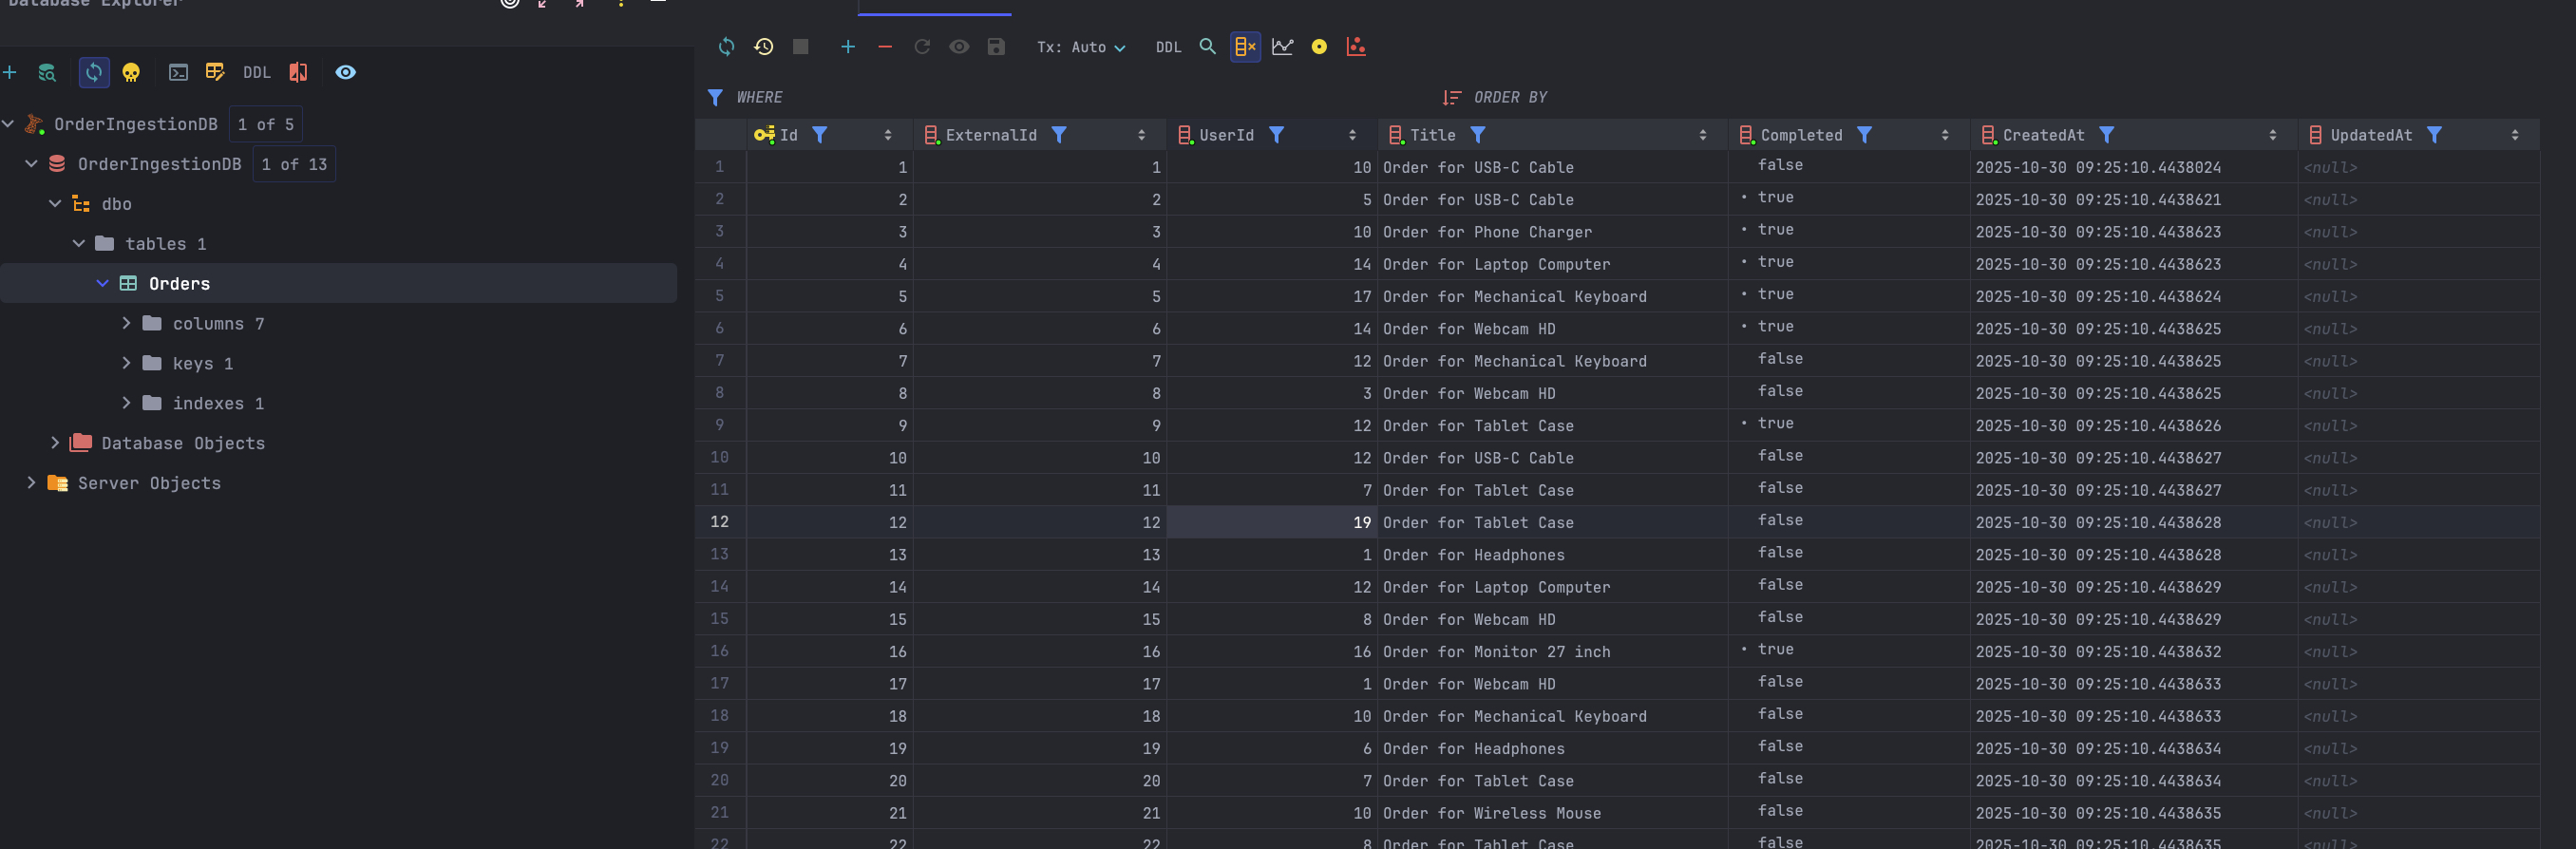 Database Explorer
DDL
OrderIngestionDB 1 of 5
OrderIngestionDB 1 of 13
dbo
tables 1
Orders
columns 7
keys 1
indexes 1
Database Objects
Server Objects
Tx: Auto DDL
WHERE ORDER BY
Id ExternalId UserId Title Completed CreatedAt UpdatedAt
1 1 1 10 Order for USB-C Cable false 2025-10-30 09:25:10.4438024 <null>
2 2 2 5 Order for USB-C Cable true 2025-10-30 09:25:10.4438621 <null>
3 3 3 10 Order for Phone Charger true 2025-10-30 09:25:10.4438623 <null>
4 4 4 14 Order for Laptop Computer true 2025-10-30 09:25:10.4438623 <null>
5 5 5 17 Order for Mechanical Keyboard true 2025-10-30 09:25:10.4438624 <null>
6 6 6 14 Order for Webcam HD true 2025-10-30 09:25:10.4438625 <null>
7 7 7 12 Order for Mechanical Keyboard false 2025-10-30 09:25:10.4438625 <null>
8 8 8 3 Order for Webcam HD false 2025-10-30 09:25:10.4438625 <null>
9 9 9 12 Order for Tablet Case true 2025-10-30 09:25:10.4438626 <null>
10 10 10 12 Order for USB-C Cable false 2025-10-30 09:25:10.4438627 <null>
11 11 11 7 Order for Tablet Case false 2025-10-30 09:25:10.4438627 <null>
12 12 12 19 Order for Tablet Case false 2025-10-30 09:25:10.4438628 <null>
13 13 13 1 Order for Headphones false 2025-10-30 09:25:10.4438628 <null>
14 14 14 12 Order for Laptop Computer false 2025-10-30 09:25:10.4438629 <null>
15 15 15 8 Order for Webcam HD false 2025-10-30 09:25:10.4438629 <null>
16 16 16 16 Order for Monitor 27 inch true 2025-10-30 09:25:10.4438632 <null>
17 17 17 1 Order for Webcam HD false 2025-10-30 09:25:10.4438633 <null>
18 18 18 10 Order for Mechanical Keyboard false 2025-10-30 09:25:10.4438633 <null>
19 19 19 6 Order for Headphones false 2025-10-30 09:25:10.4438634 <null>
20 20 20 7 Order for Tablet Case false 2025-10-30 09:25:10.4438634 <null>
21 21 21 10 Order for Wireless Mouse false 2025-10-30 09:25:10.4438635 <null>
22 22 22 8 Order for Tablet Case false 2025-10-30 09:25:10.4438635 <null>